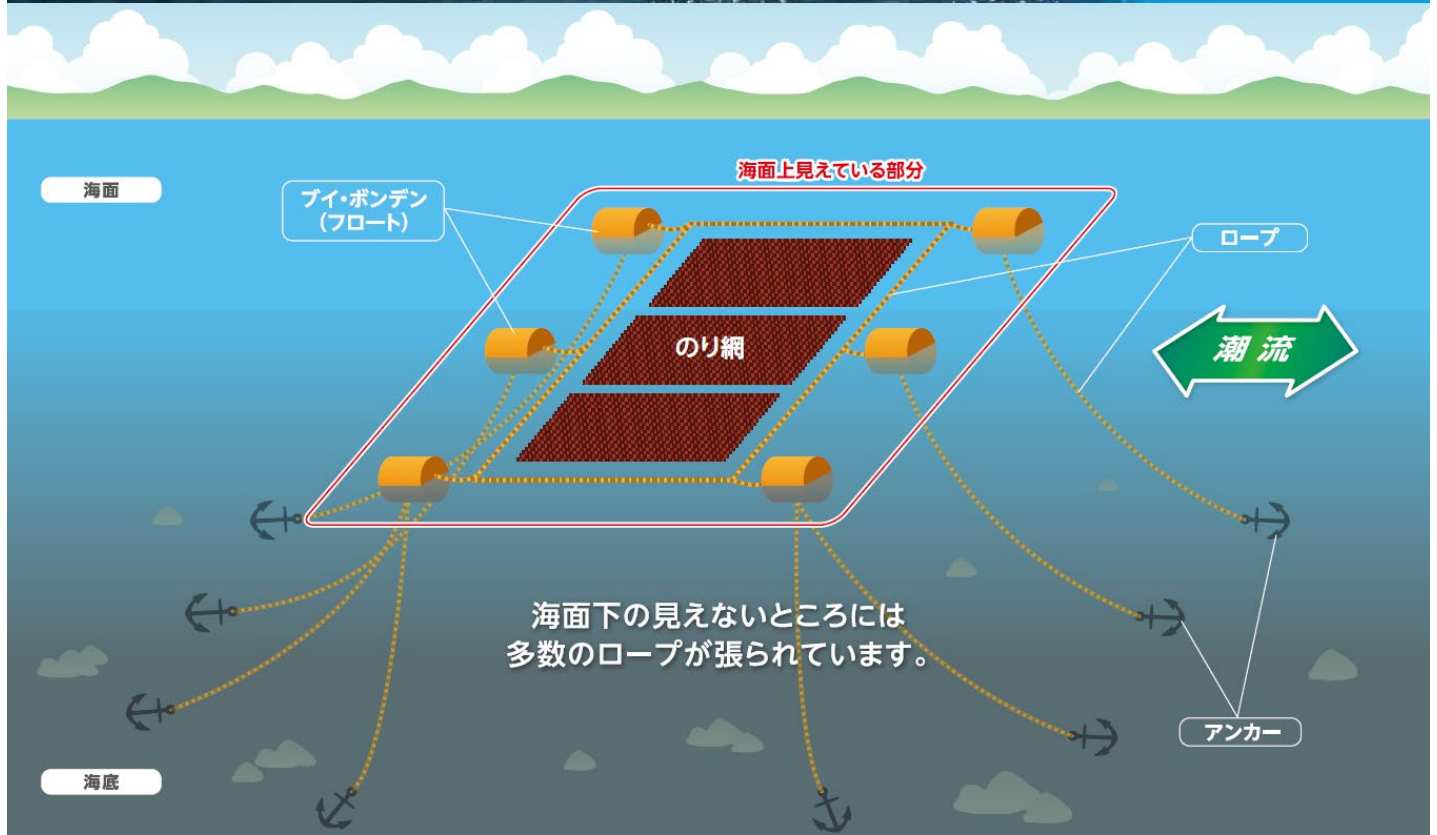 海面上見えている部分
海面
ブイ・ボンデン
(フロート)
ロープ
のり網
潮流
海面下の見えないところには
多数のロープが張られています。
アンカー
海底